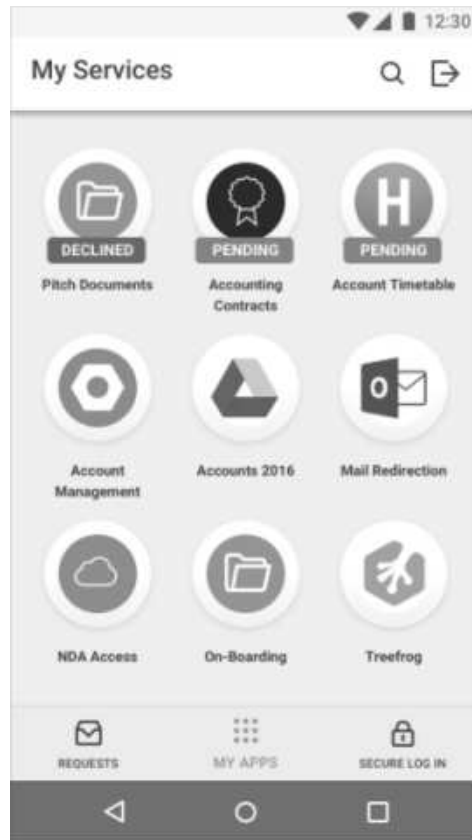 12:30
My Services
DECLINED
PENDING
H
PENDING
Pitch Documents
Accounting
Contracts
Account Timetable
O
Account
Management
Accounts 2016
Mail Redirection
NDA Access
On-Boarding
Treefrog
REQUESTS
MY APPS
SECURE LOG IN